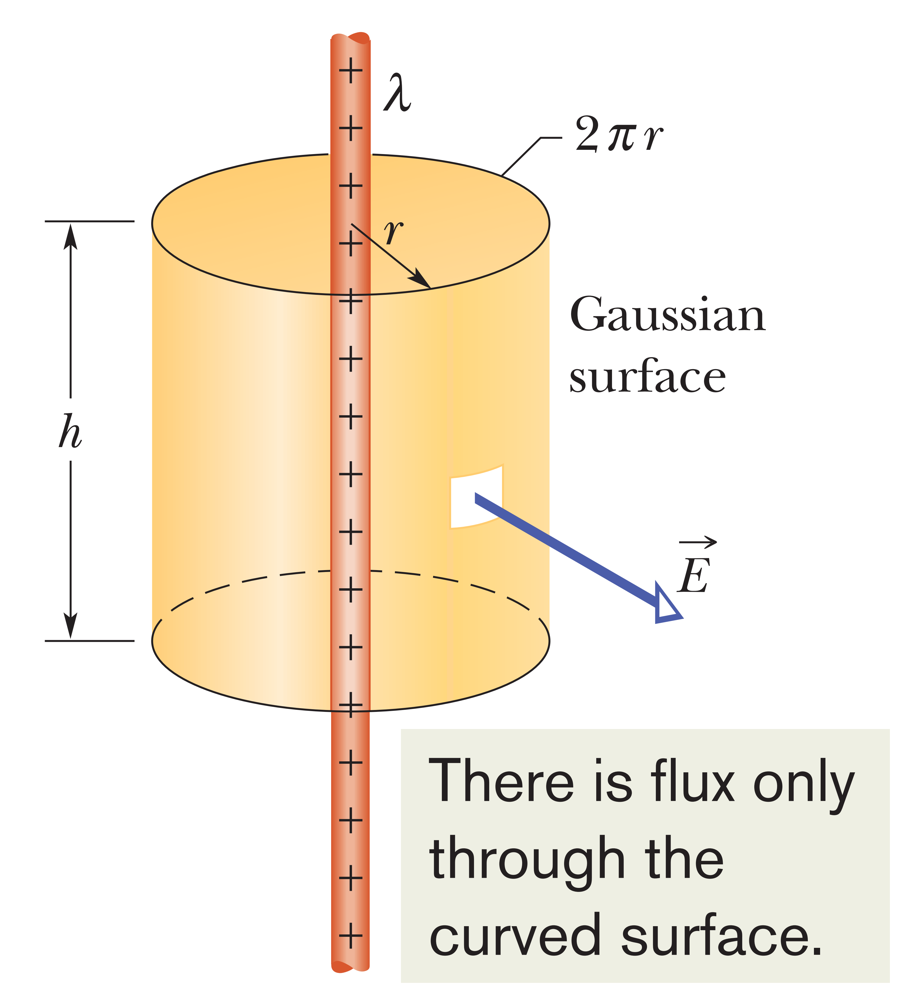 λ
2πr
r
Gaussian
surface
h
E⃗
There is flux only
through the
curved surface.